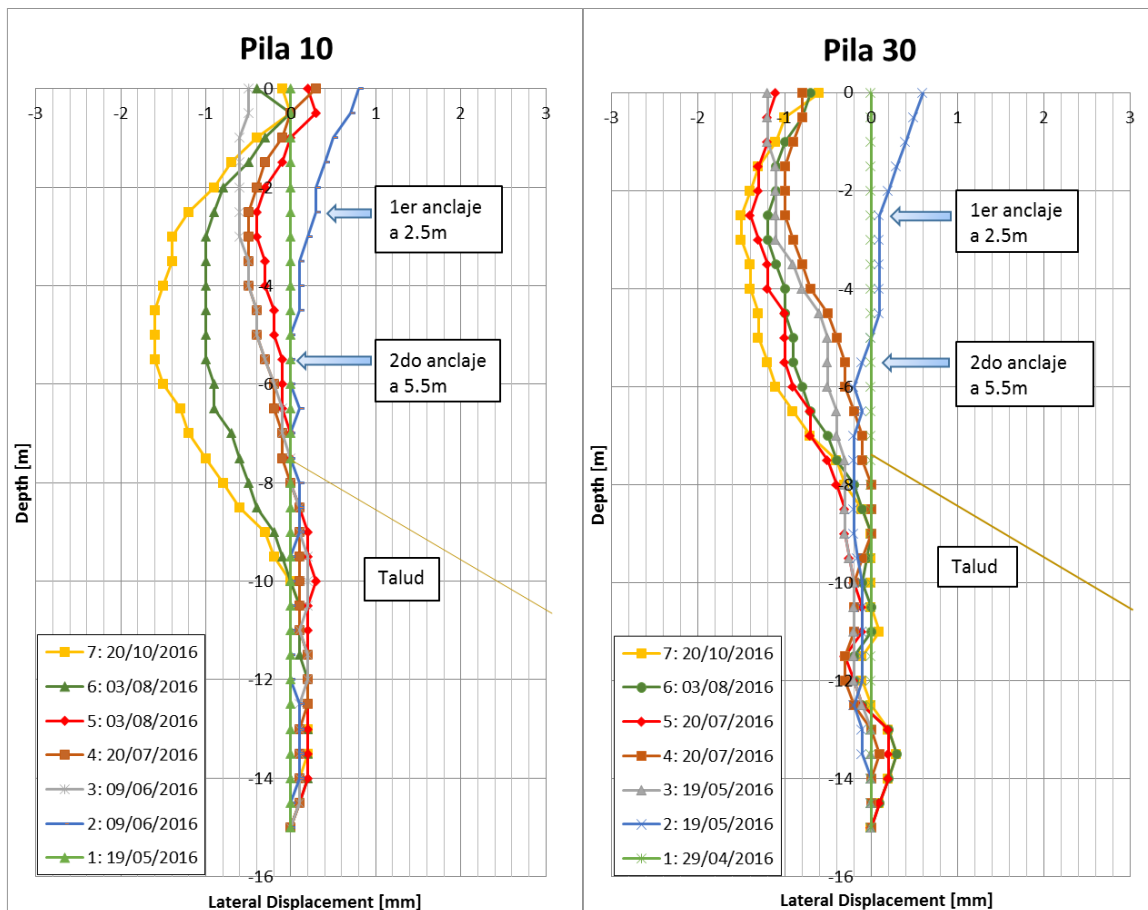 Pila 10
-3
-2
-1
0
1
2
3
0
-2
-4
-6
-8
-10
-12
-14
-16
Depth [m]
1er anclaje
a 2.5m
2do anclaje
a 5.5m
Talud
7: 20/10/2016
6: 03/08/2016
5: 03/08/2016
4: 20/07/2016
3: 09/06/2016
2: 09/06/2016
1: 19/05/2016
Lateral Displacement [mm]
Pila 30
-3
-2
-1
0
1
2
3
0
-2
-4
-6
-8
-10
-12
-14
-16
Depth [m]
1er anclaje
a 2.5m
2do anclaje
a 5.5m
Talud
7: 20/10/2016
6: 03/08/2016
5: 20/07/2016
4: 20/07/2016
3: 19/05/2016
2: 19/05/2016
1: 29/04/2016
Lateral Displacement [mm]